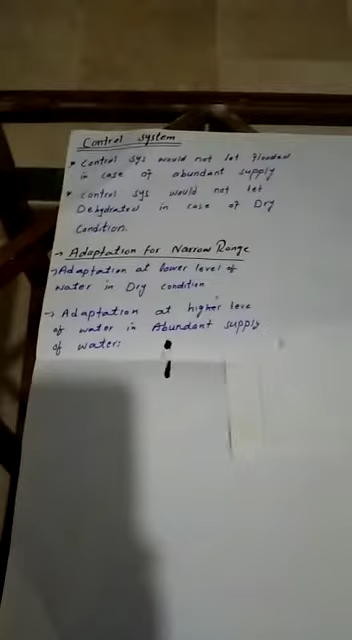 Control system
* Control sys would not let flooded
in case of abundant supply
* Control sys would not let
Dehydrated in case of Dry
Condition.
→ Adaptation for Narrow Range
→ Adaptation at lower level of
water in Dry condition
→ Adaptation at higher leve
of water in Abundant supply
of water: